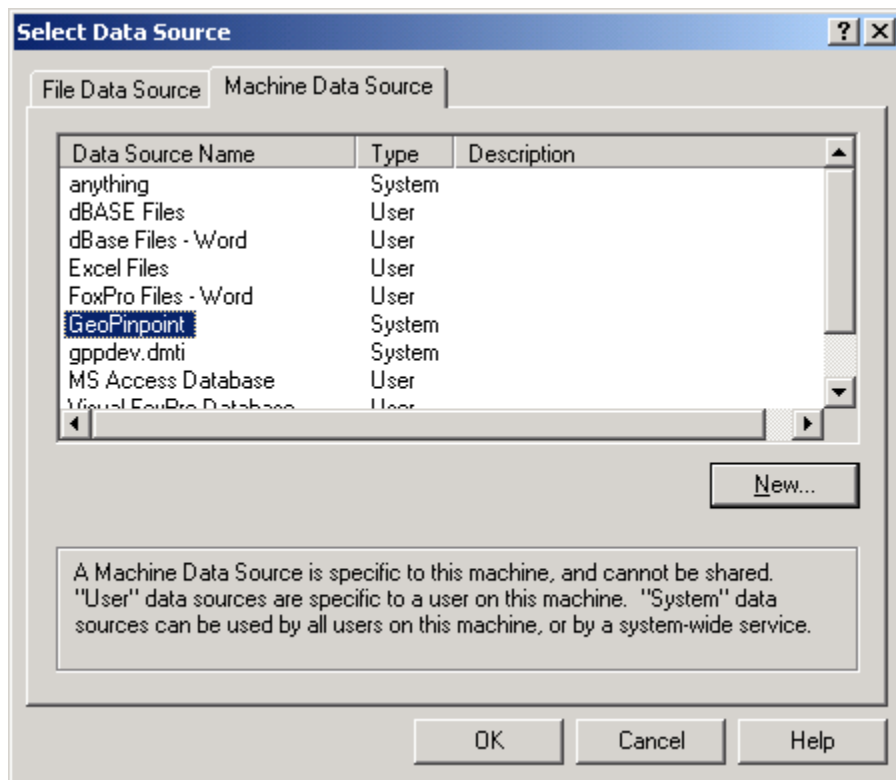 Select Data Source
File Data Source Machine Data Source
Data Source Name Type Description
anything System
dBASE Files User
dBase Files - Word User
Excel Files User
FoxPro Files - Word User
GeoPinpoint System
gppdev.dmti System
MS Access Database User
Visual FoxPro Database User
New...
A Machine Data Source is specific to this machine, and cannot be shared.
"User" data sources are specific to a user on this machine. "System" data
sources can be used by all users on this machine, or by a system-wide service.
OK Cancel Help